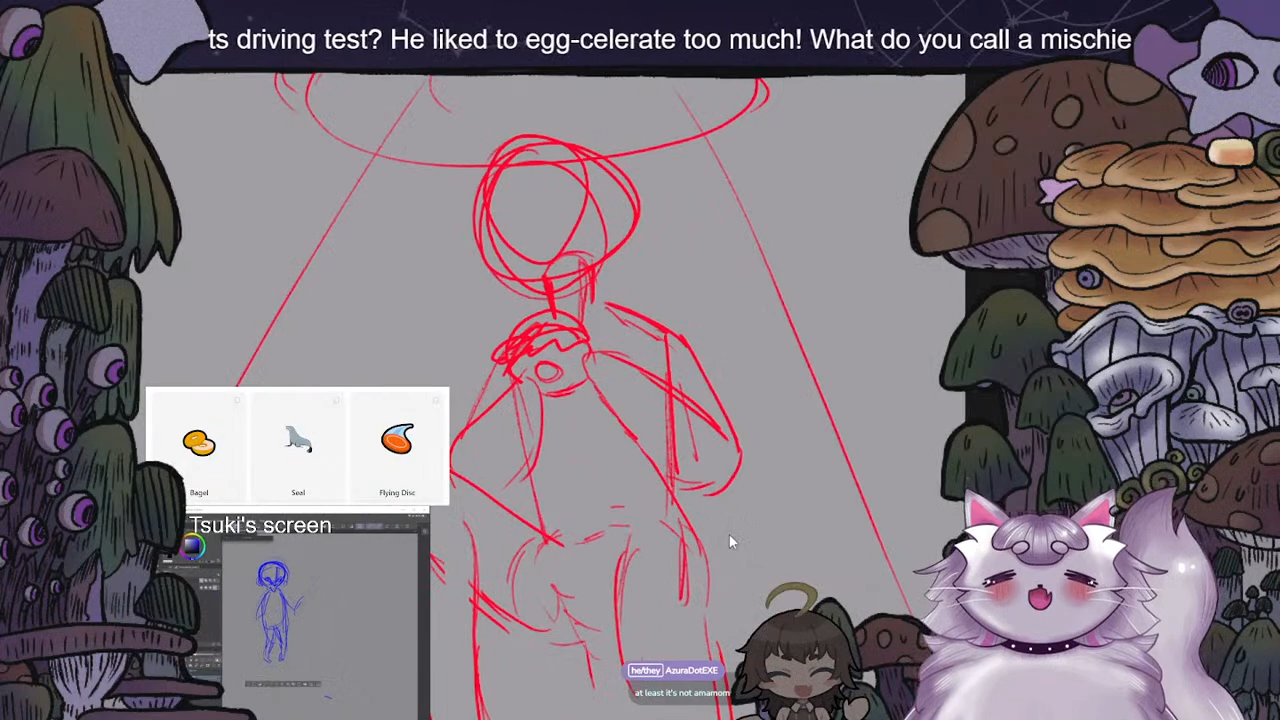 ts driving test? He liked to egg-celerate too much! What do you call a mischie
Bagel
Seal
Flying Disc
Tsuki's screen
he/they AzuraDotEXE
at least it's not amamom